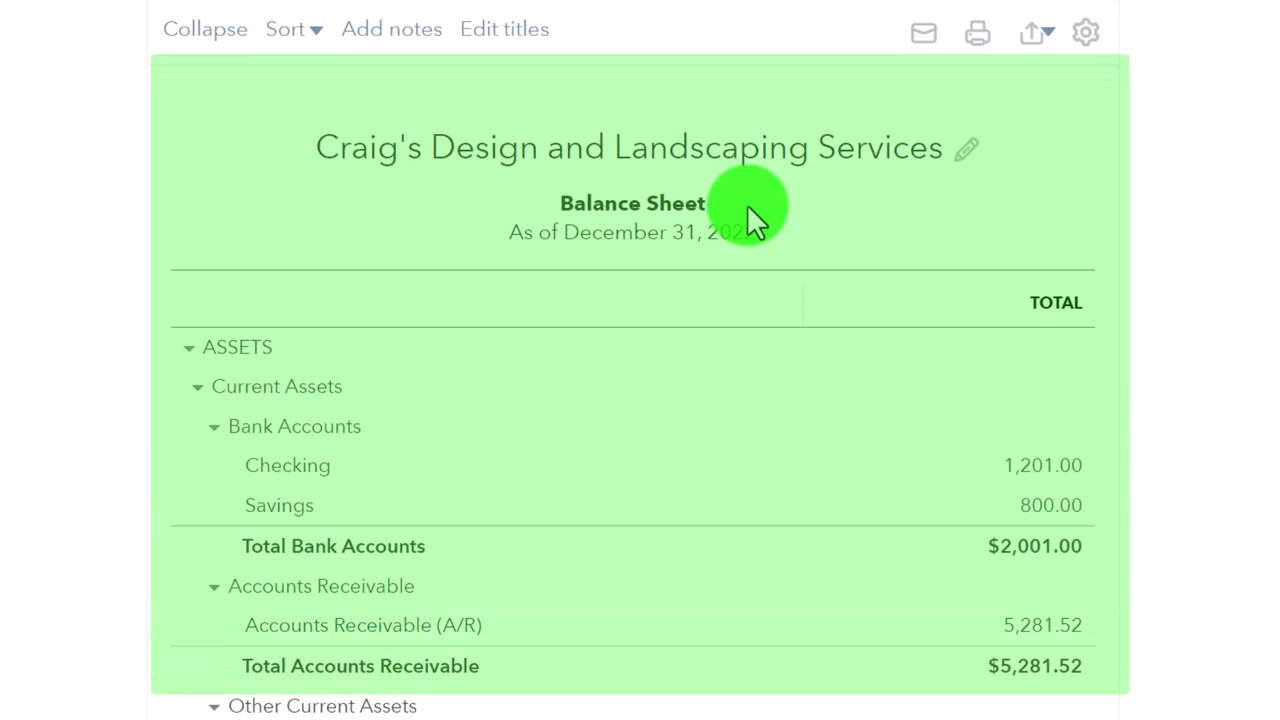 Collapse Sort Add notes Edit titles
Craig's Design and Landscaping Services
Balance Sheet
As of December 31,
TOTAL
ASSETS
Current Assets
Bank Accounts
Checking 1,201.00
Savings 800.00
Total Bank Accounts $2,001.00
Accounts Receivable
Accounts Receivable (A/R) 5,281.52
Total Accounts Receivable $5,281.52
Other Current Assets